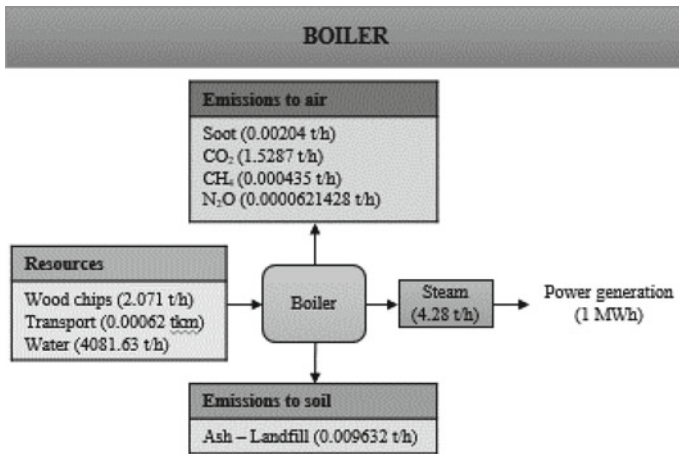 BOILER
Emissions to air
Soot (0.00204 t/h)
CO₂ (1.5287 t/h)
CH₄ (0.000435 t/h)
N₂O (0.0000621428 t/h)
Resources
Wood chips (2.071 t/h)
Transport (0.00062 tkm)
Water (4081.63 t/h)
Boiler
Steam
(4.28 t/h)
Power generation
(1 MWh)
Emissions to soil
Ash – Landfill (0.009632 t/h)